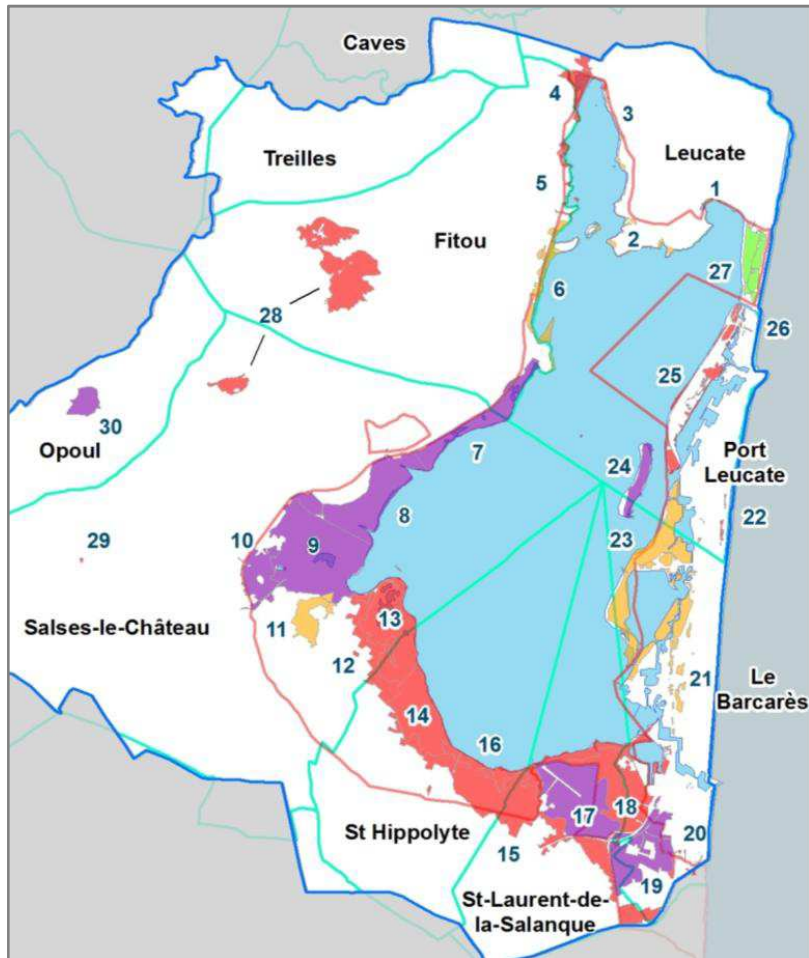 Caves
4
3
Treilles
Leucate
5
1
Fitou
2
27
6
28
26
25
30
Opoul
7
Port
Leucate
24
8
22
29
10
9
23
11
13
Salses-le-Château
12
21
Le
Barcarès
14
16
17
18
St Hippolyte
20
15
19
St-Laurent-de-
la-Salanque